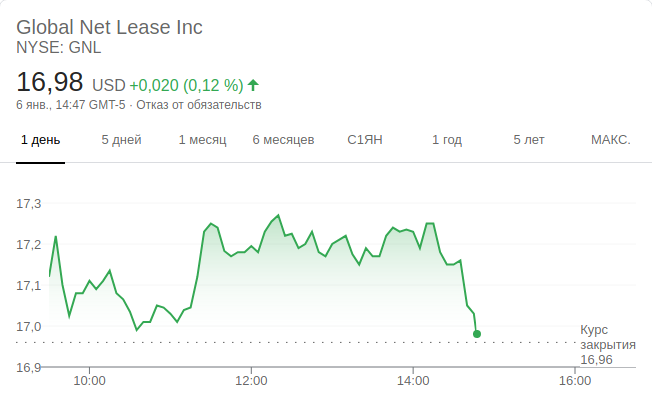 Global Net Lease Inc
NYSE: GNL
16,98 USD +0,020 (0,12 %)
6 янв., 14:47 GMT-5 · Отказ от обязательств
1 день 5 дней 1 месяц 6 месяцев С1ЯН 1 год 5 лет МАКС.
17,3
17,2
17,1
17,0
16,9
Курс
закрытия
16,96
10:00 12:00 14:00 16:00